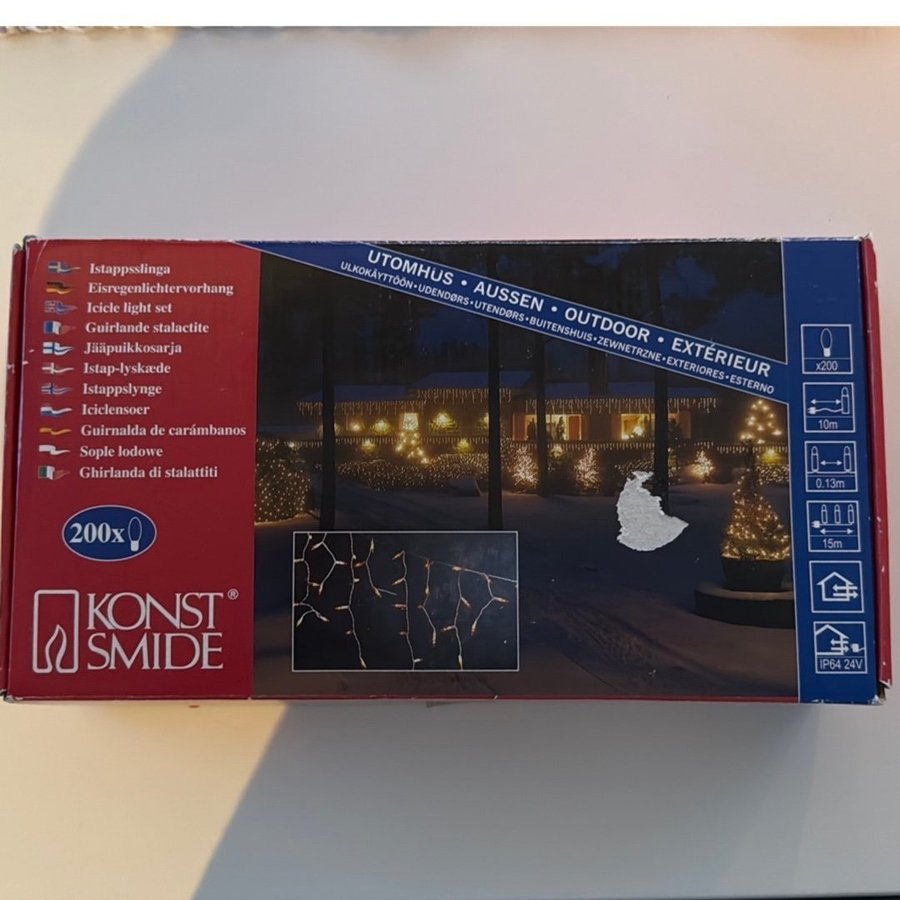 Istappsslinga
Eisregenlichtervorhang
Icicle light set
Guirlande stalactite
Jääpuikkosarja
Istap-lyskæde
Istappslynge
Iciclensoer
Guirnalda de carámbanos
Sople lodowe
Ghirlanda di stalattiti
200x
KONST®
SMIDE
UTOMHUS • AUSSEN • OUTDOOR • EXTÉRIEUR
ULKOKÄYTTÖÖN • UDENDØRS • UTENDØRS • BUITENSHUIS • ZEWNETRZNE • EXTERIORES • ESTERNO
x200
10m
0.13m
15m
IP64 24V